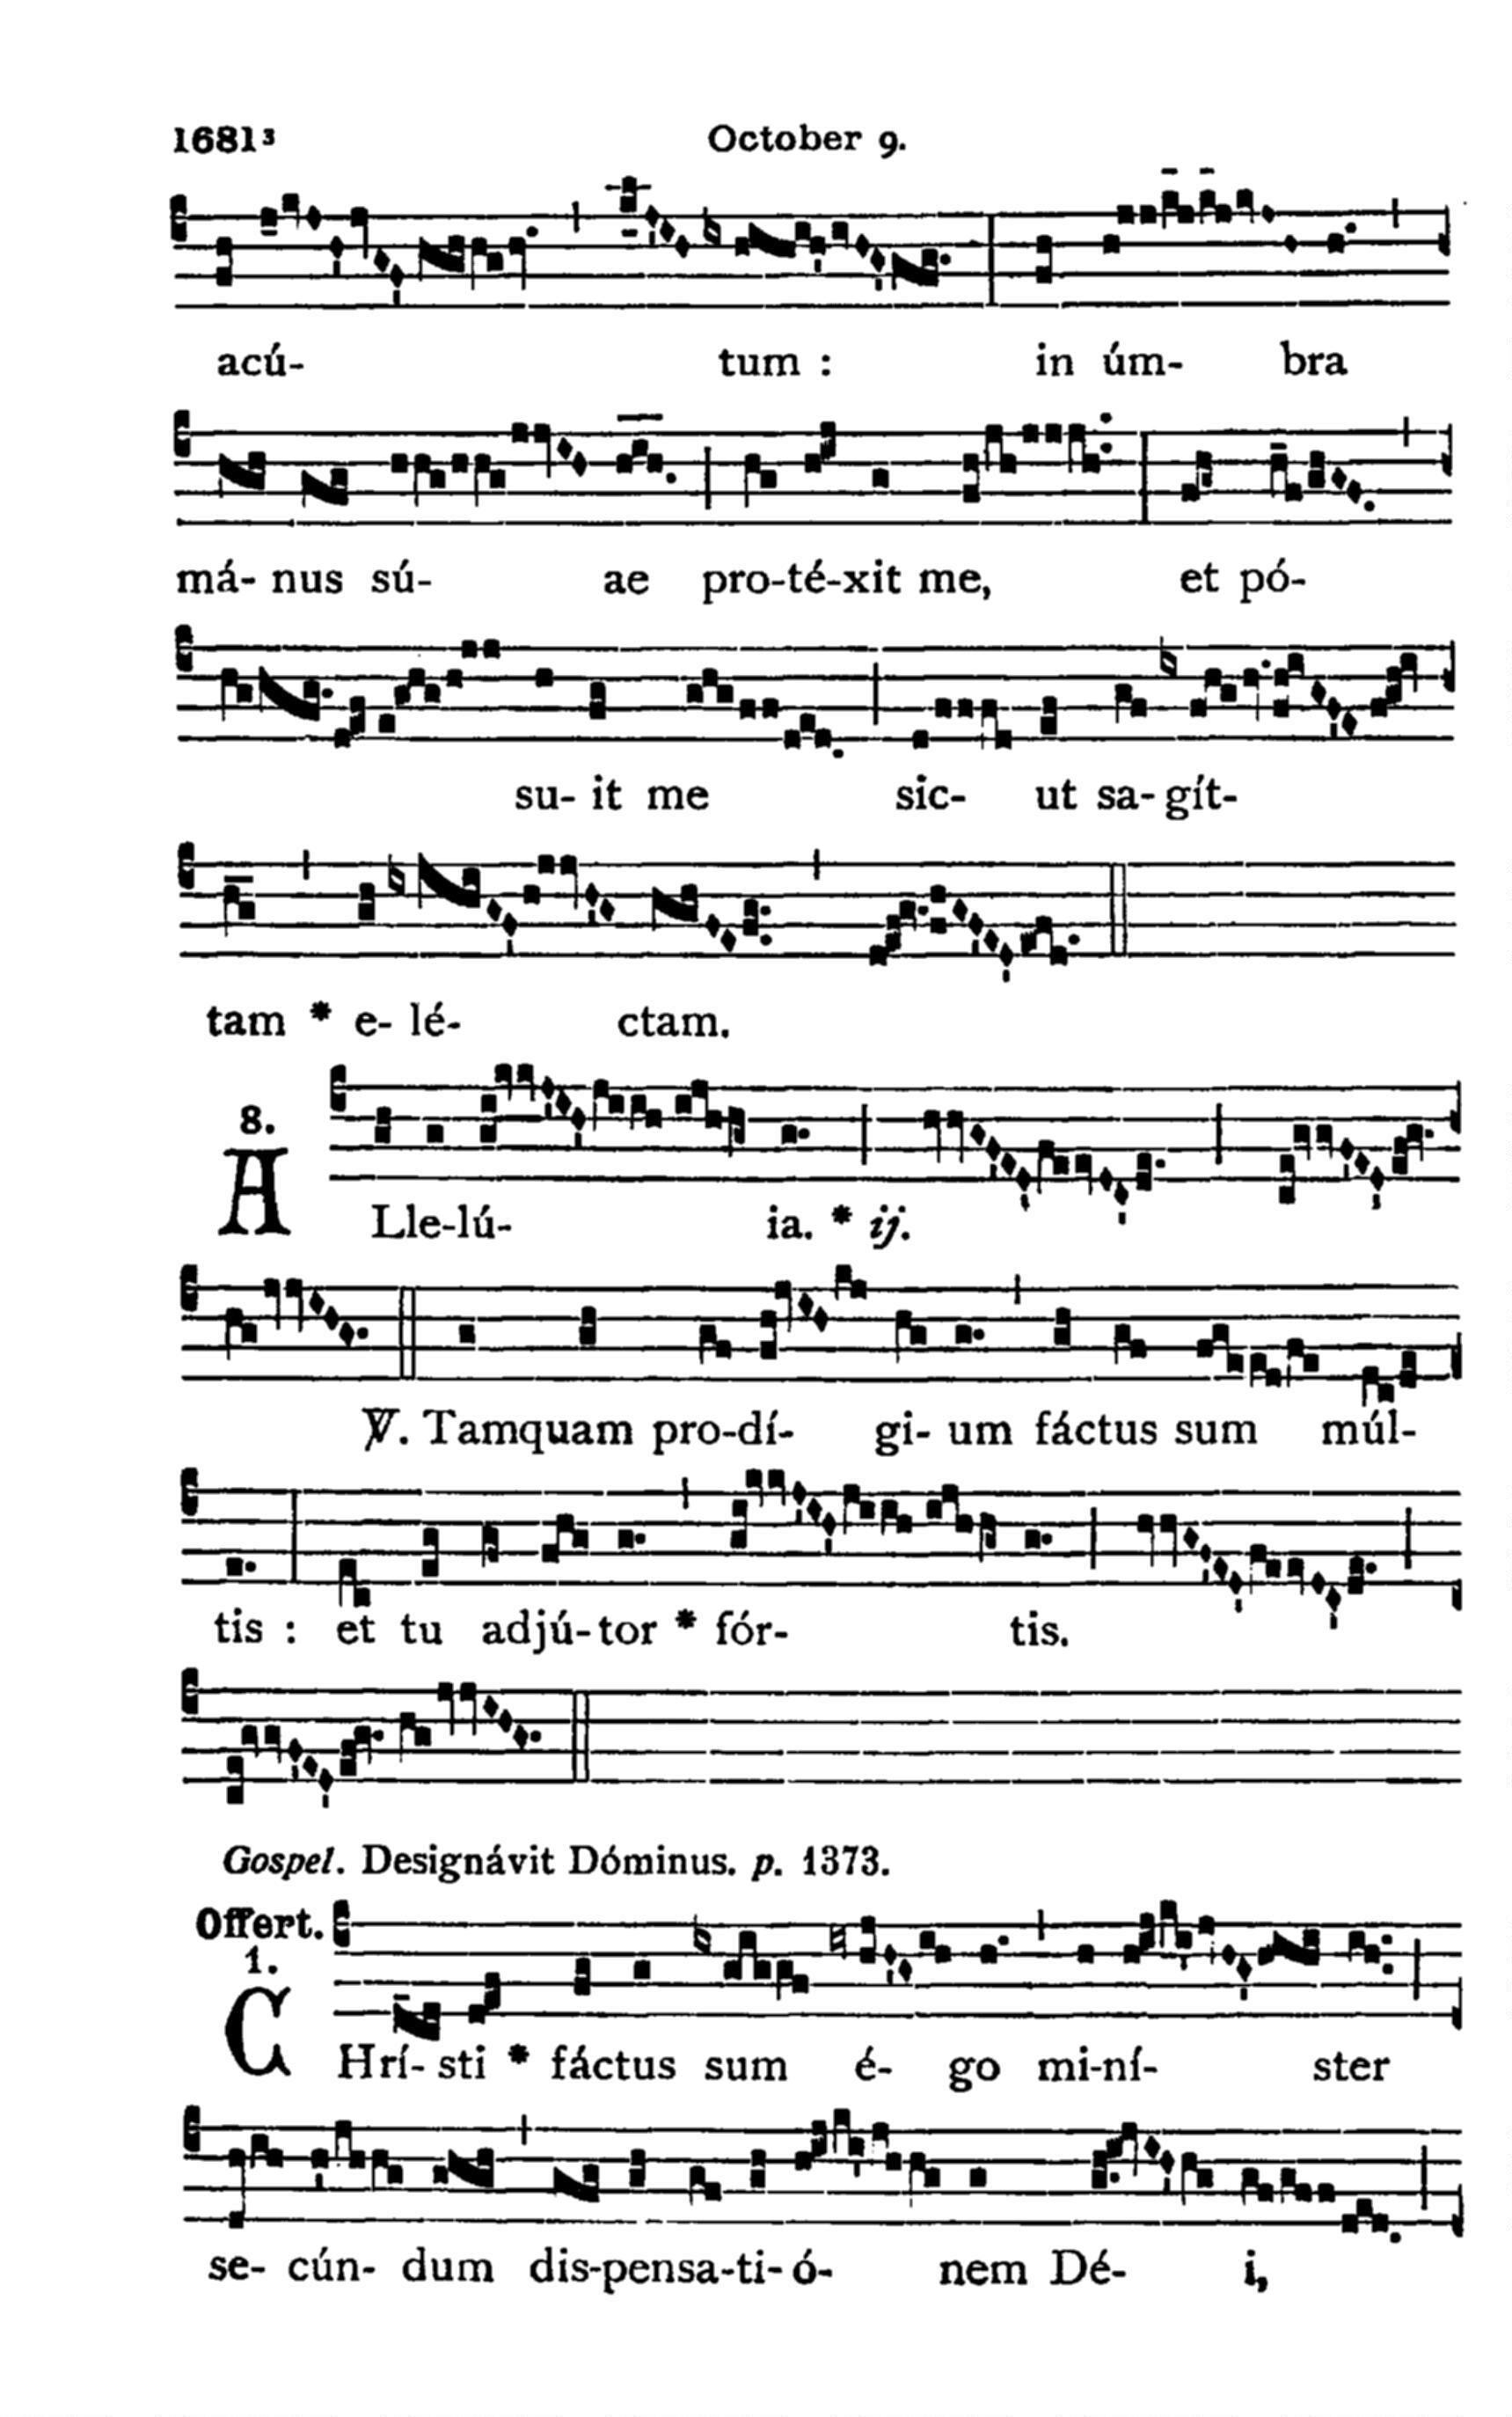 1681³ October 9.
acú- tum : in úm- bra
má- nus sú- ae pro-té-xit me, et pó-
su- it me sic- ut sa- gít-
tam * e- lé- ctam.
8.
ALle-lú- ia. * ij.
℣. Tamquam pro-dí- gi- um fáctus sum múl-
tis : et tu adjú-tor * fór- tis.
Gospel. Designávit Dóminus. p. 1373.
Offert.
1.
CHrí- sti * fáctus sum é- go mi-ní- ster
se- cún- dum dis-pensa-ti- ó- nem Dé- i,